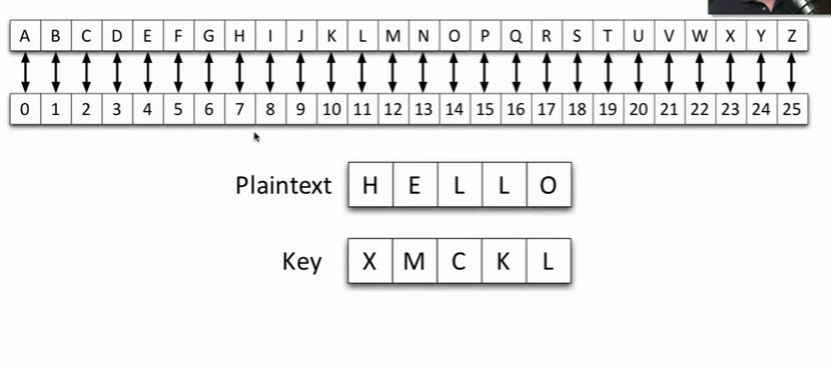 A B C D E F G H I J K L M N O P Q R S T U V W X Y Z
0 1 2 3 4 5 6 7 8 9 10 11 12 13 14 15 16 17 18 19 20 21 22 23 24 25
Plaintext H E L L O
Key X M C K L